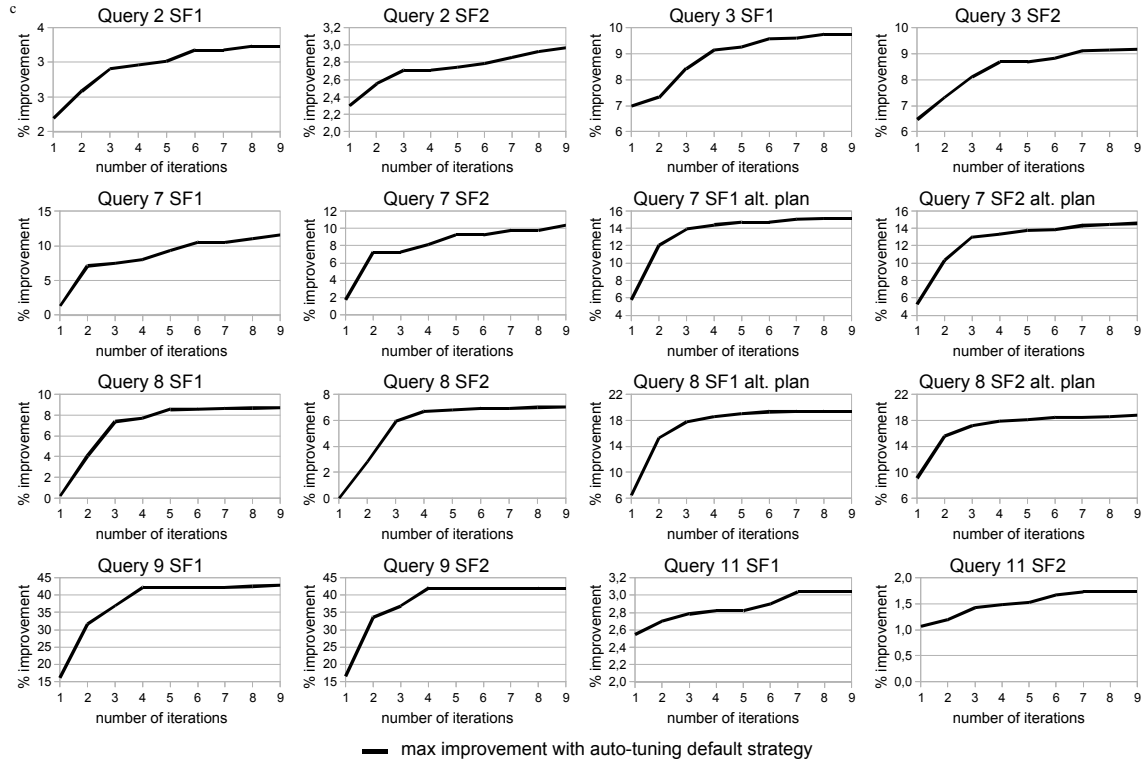 c
Query 2 SF1
% improvement
4
3
3
2
1 2 3 4 5 6 7 8 9
number of iterations
Query 2 SF2
% improvement
3,2
3,0
2,8
2,6
2,4
2,2
2,0
1 2 3 4 5 6 7 8 9
number of iterations
Query 3 SF1
% improvement
10
9
8
7
6
1 2 3 4 5 6 7 8 9
number of iterations
Query 3 SF2
% improvement
10
9
8
7
6
1 2 3 4 5 6 7 8 9
number of iterations
Query 7 SF1
% improvement
15
10
5
0
1 2 3 4 5 6 7 8 9
number of iterations
Query 7 SF2
% improvement
12
10
8
6
4
2
0
1 2 3 4 5 6 7 8 9
number of iterations
Query 7 SF1 alt. plan
% improvement
16
14
12
10
8
6
4
1 2 3 4 5 6 7 8 9
number of iterations
Query 7 SF2 alt. plan
% improvement
16
14
12
10
8
6
4
1 2 3 4 5 6 7 8 9
number of iterations
Query 8 SF1
% improvement
10
8
6
4
2
0
1 2 3 4 5 6 7 8 9
number of iterations
Query 8 SF2
% improvement
8
6
4
2
0
1 2 3 4 5 6 7 8 9
number of iterations
Query 8 SF1 alt. plan
% improvement
22
18
14
10
6
1 2 3 4 5 6 7 8 9
number of iterations
Query 8 SF2 alt. plan
% improvement
22
18
14
10
6
1 2 3 4 5 6 7 8 9
number of iterations
Query 9 SF1
% improvement
45
40
35
30
25
20
15
1 2 3 4 5 6 7 8 9
number of iterations
Query 9 SF2
% improvement
45
40
35
30
25
20
15
1 2 3 4 5 6 7 8 9
number of iterations
Query 11 SF1
% improvement
3,2
3,0
2,8
2,6
2,4
2,2
2,0
1 2 3 4 5 6 7 8 9
number of iterations
Query 11 SF2
% improvement
2,0
1,5
1,0
0,5
0,0
1 2 3 4 5 6 7 8 9
number of iterations
max improvement with auto-tuning default strategy